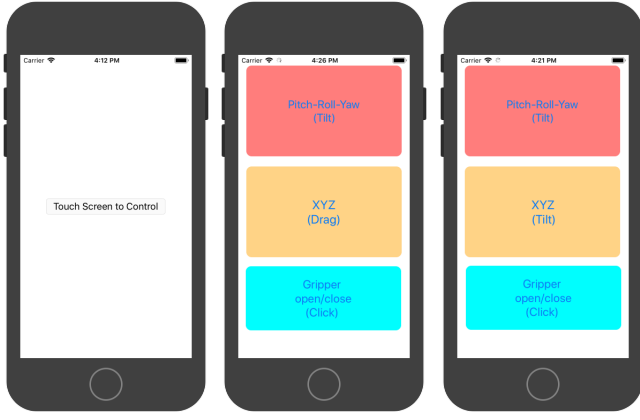 Carrier
4:12 PM
Touch Screen to Control
Carrier
4:26 PM
Pitch-Roll-Yaw
(Tilt)
XYZ
(Drag)
Gripper
open/close
(Click)
Carrier
4:21 PM
Pitch-Roll-Yaw
(Tilt)
XYZ
(Tilt)
Gripper
open/close
(Click)